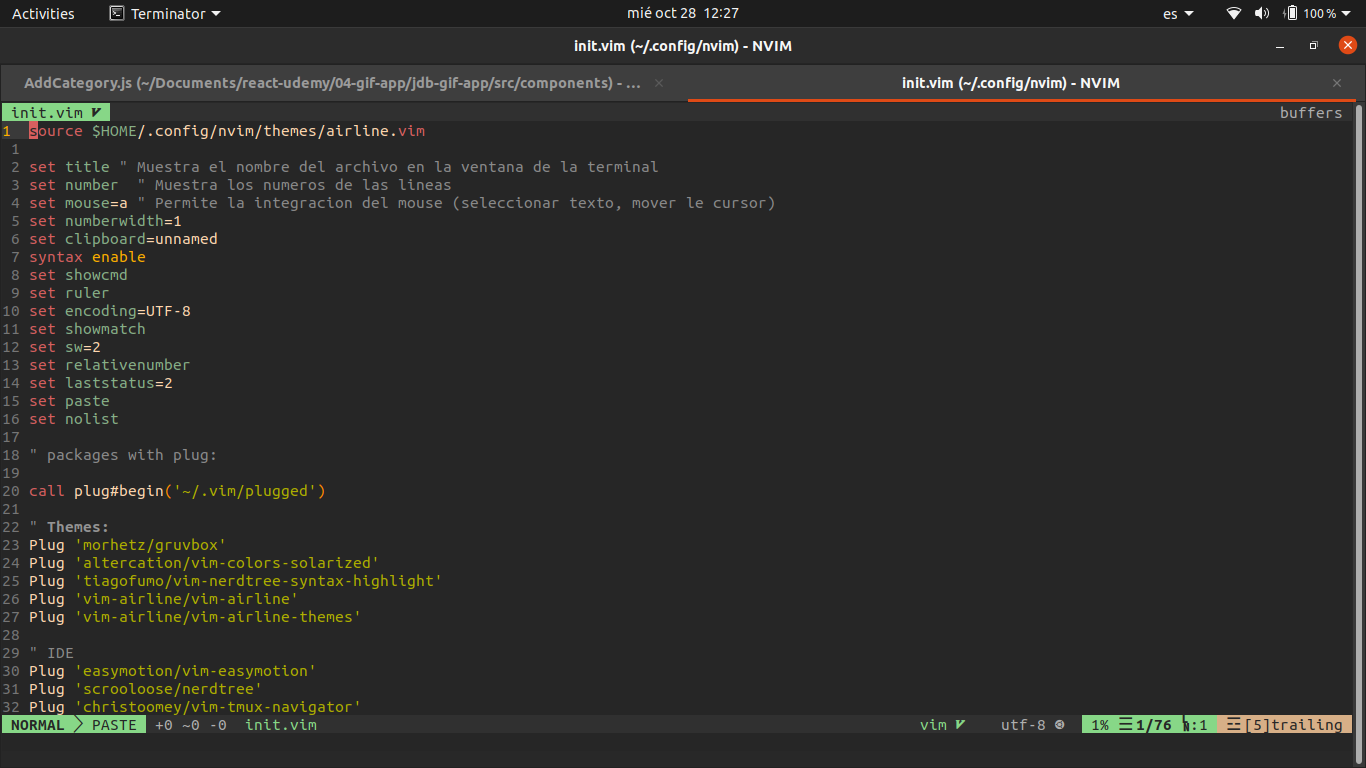 Activities Terminator mié oct 28 12:27 es 100 %
init.vim (~/.config/nvim) - NVIM
AddCategory.js (~/Documents/react-udemy/04-gif-app/jdb-gif-app/src/components) - ... × init.vim (~/.config/nvim) - NVIM ×
init.vim buffers
1 source $HOME/.config/nvim/themes/airline.vim
1
2 set title " Muestra el nombre del archivo en la ventana de la terminal
3 set number " Muestra los numeros de las lineas
4 set mouse=a " Permite la integracion del mouse (seleccionar texto, mover le cursor)
5 set numberwidth=1
6 set clipboard=unnamed
7 syntax enable
8 set showcmd
9 set ruler
10 set encoding=UTF-8
11 set showmatch
12 set sw=2
13 set relativenumber
14 set laststatus=2
15 set paste
16 set nolist
17
18 " packages with plug:
19
20 call plug#begin('~/.vim/plugged')
21
22 " Themes:
23 Plug 'morhetz/gruvbox'
24 Plug 'altercation/vim-colors-solarized'
25 Plug 'tiagofumo/vim-nerdtree-syntax-highlight'
26 Plug 'vim-airline/vim-airline'
27 Plug 'vim-airline/vim-airline-themes'
28
29 " IDE
30 Plug 'easymotion/vim-easymotion'
31 Plug 'scrooloose/nerdtree'
32 Plug 'christoomey/vim-tmux-navigator'
NORMAL PASTE +0 ~0 -0 init.vim vim utf-8 1% ☰1/76 :1 ☲[5]trailing